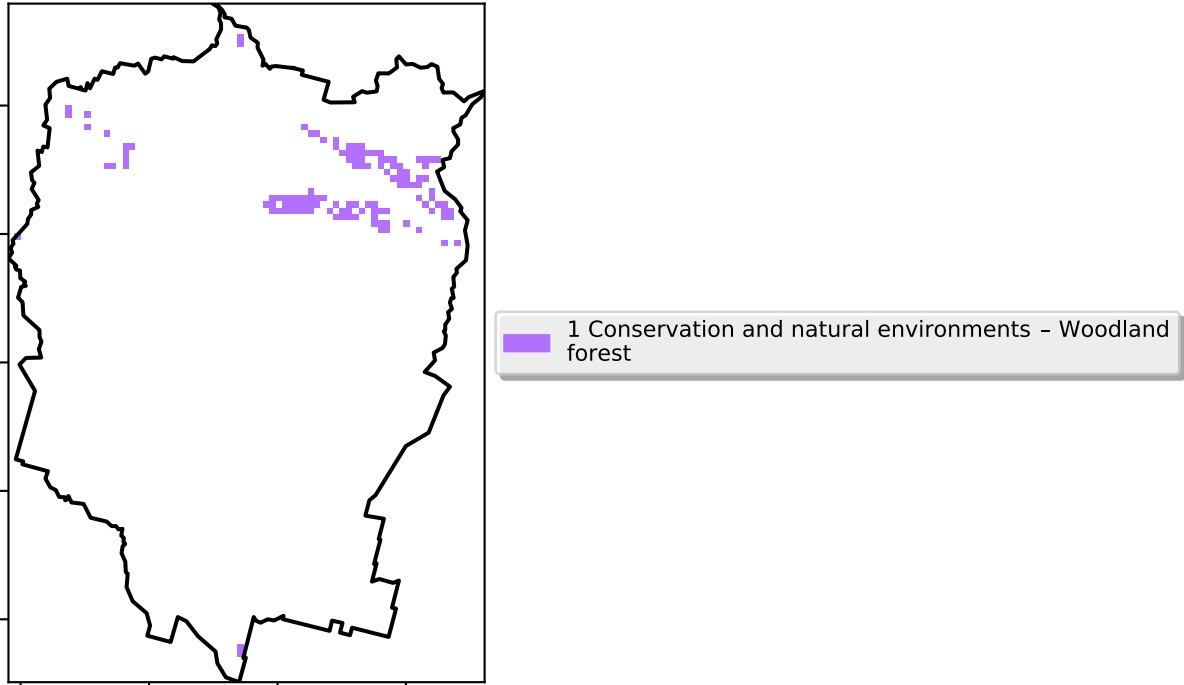 1 Conservation and natural environments – Woodland
forest